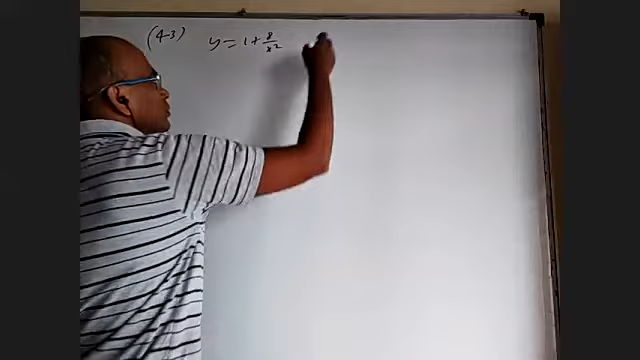 (4-3) y = 1 + 8/x²